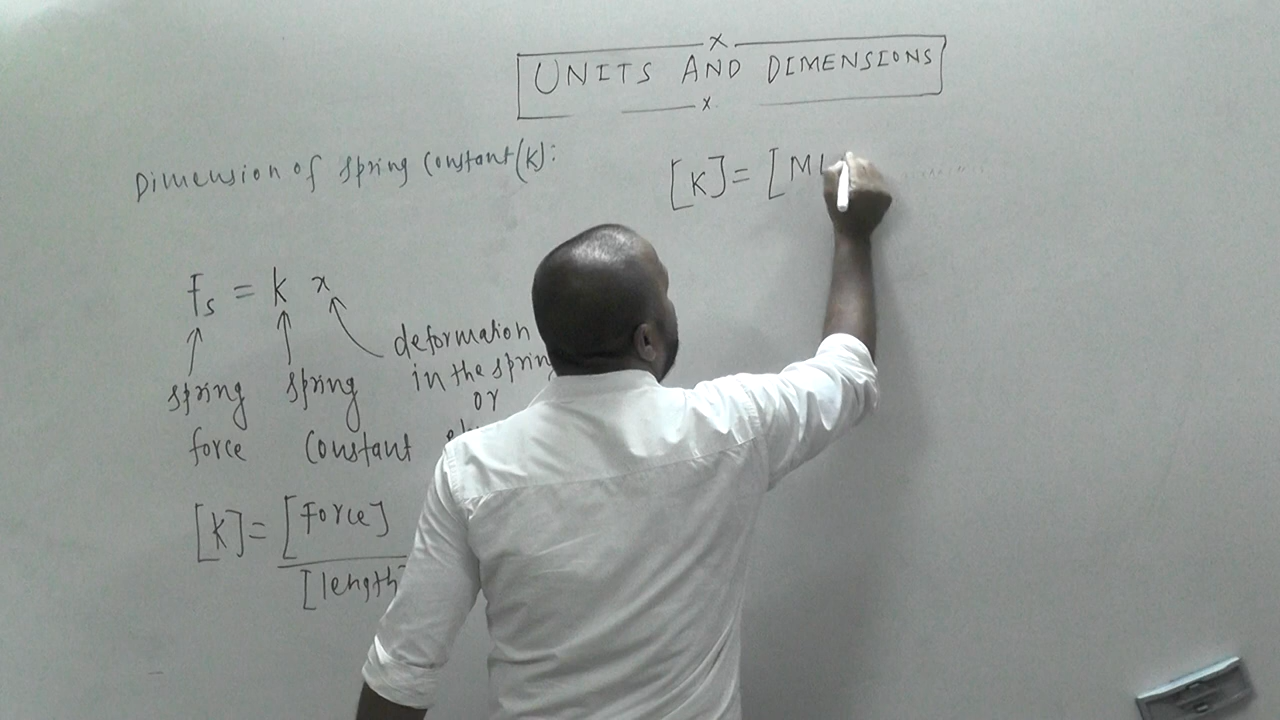 UNITS AND DIMENSIONS
Dimension of spring constant (k):
[K] = [ML
Fs = k x
deformation
in the spring
or
spring spring
force constant
[K] = [Force]
[length]